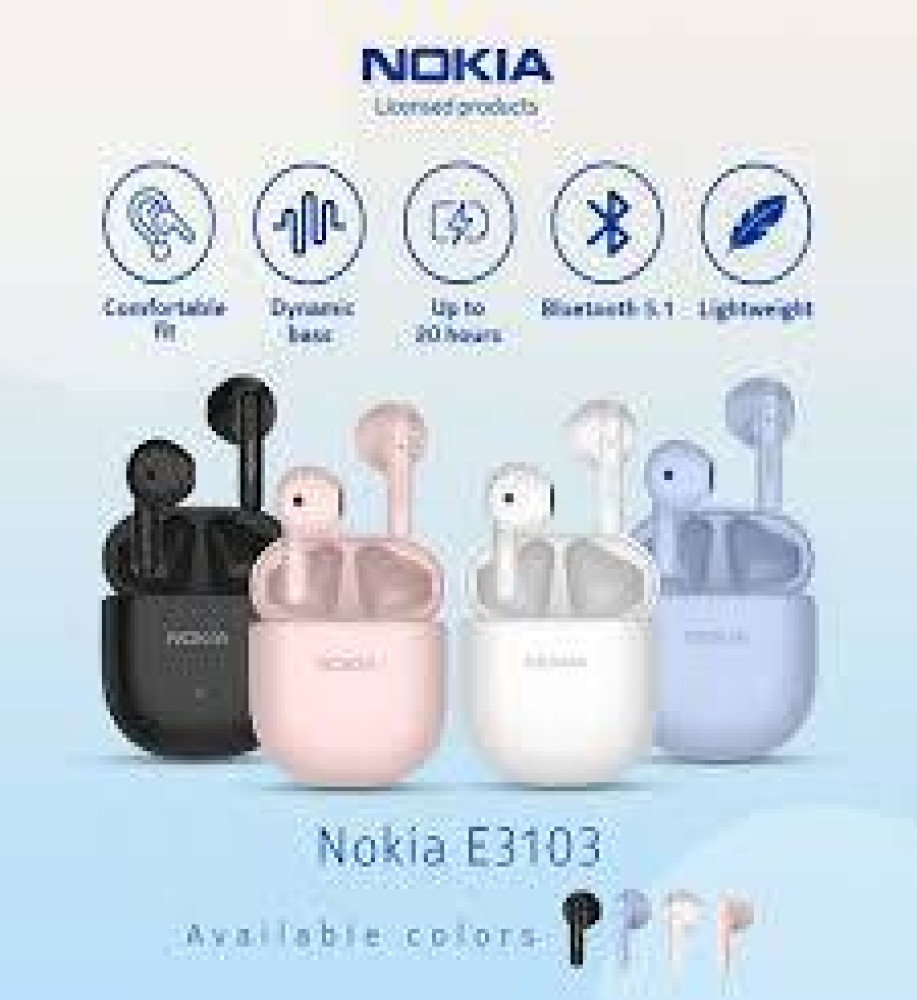 NOKIA
Licensed products
Comfortable fit
Dynamic bass
Up to 20 hours
Bluetooth 5.1
Lightweight
NOKIA
NOKIA
NOKIA
NOKIA
Nokia E3103
Available colors